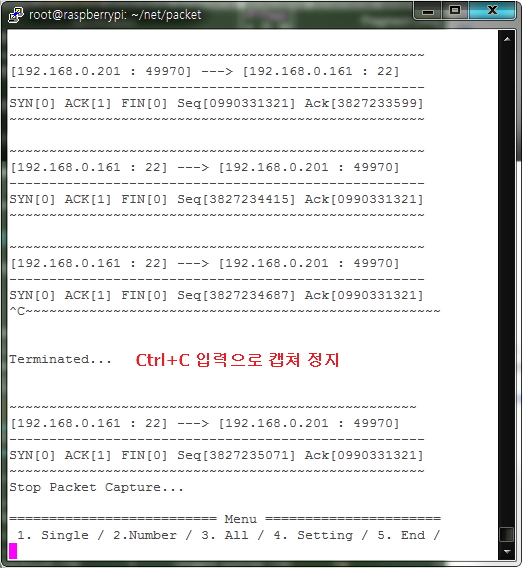 root@raspberrypi: ~/net/packet
~~~~~~~~~~~~~~~~~~~~~~~~~~~~~~~~~~~~~~~~~~~~~~~~~~~~
[192.168.0.201 : 49970] ---> [192.168.0.161 : 22]
----------------------------------------------------
SYN[0] ACK[1] FIN[0] Seq[0990331321] Ack[3827233599]
~~~~~~~~~~~~~~~~~~~~~~~~~~~~~~~~~~~~~~~~~~~~~~~~~~~~
~~~~~~~~~~~~~~~~~~~~~~~~~~~~~~~~~~~~~~~~~~~~~~~~~~~~
[192.168.0.161 : 22] ---> [192.168.0.201 : 49970]
----------------------------------------------------
SYN[0] ACK[1] FIN[0] Seq[3827234415] Ack[0990331321]
~~~~~~~~~~~~~~~~~~~~~~~~~~~~~~~~~~~~~~~~~~~~~~~~~~~~
~~~~~~~~~~~~~~~~~~~~~~~~~~~~~~~~~~~~~~~~~~~~~~~~~~~~
[192.168.0.161 : 22] ---> [192.168.0.201 : 49970]
----------------------------------------------------
SYN[0] ACK[1] FIN[0] Seq[3827234687] Ack[0990331321]
^C~~~~~~~~~~~~~~~~~~~~~~~~~~~~~~~~~~~~~~~~~~~~~~~~~~~~
Terminated... Ctrl+C 입력으로 캡쳐 정지
~~~~~~~~~~~~~~~~~~~~~~~~~~~~~~~~~~~~~~~~~~~~~~~~~~~
[192.168.0.161 : 22] ---> [192.168.0.201 : 49970]
----------------------------------------------------
SYN[0] ACK[1] FIN[0] Seq[3827235071] Ack[0990331321]
~~~~~~~~~~~~~~~~~~~~~~~~~~~~~~~~~~~~~~~~~~~~~~~~~~~~
Stop Packet Capture...
========================== Menu ======================
1. Single / 2.Number / 3. All / 4. Setting / 5. End /